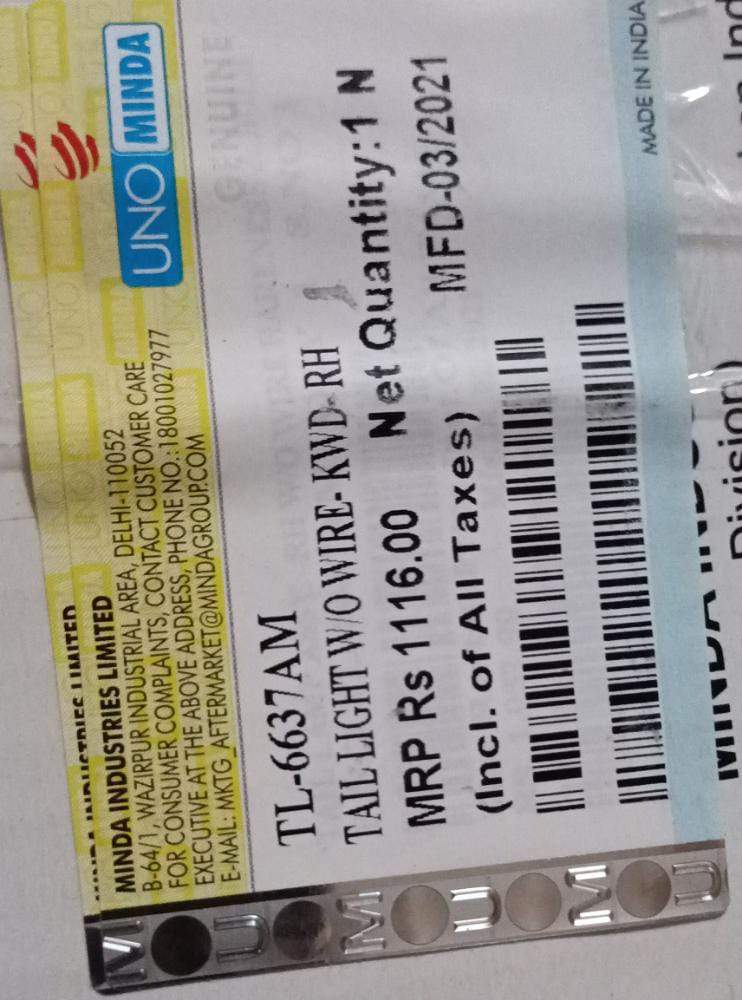 MINDA INDUSTRIES LIMITED
B-64/1, WAZIRPUR INDUSTRIAL AREA, DELHI-110052
FOR CONSUMER COMPLAINTS, CONTACT CUSTOMER CARE
EXECUTIVE AT THE ABOVE ADDRESS, PHONE NO.:18001027977
E-MAIL: MKTG_AFTERMARKET@MINDAGROUP.COM
UNO MINDA
GENUINE
TL-6637AM
TAIL LIGHT W/O WIRE- KWD- RH
MRP Rs 1116.00 Net Quantity:1 N
(Incl. of All Taxes) MFD-03/2021
MADE IN INDIA
M U M U M U
Division)